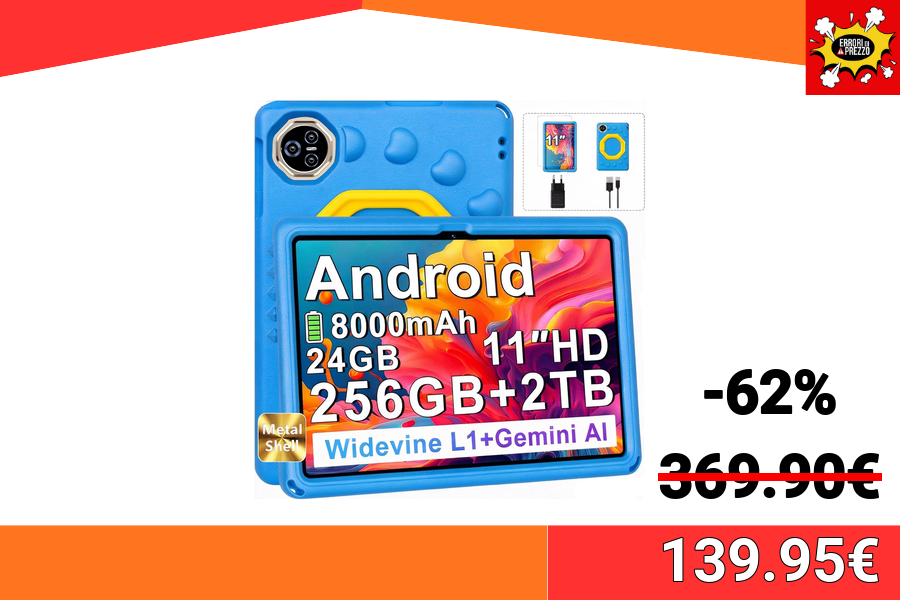 ERRORI DI
PREZZO
11"
Android
8000mAh
24GB
11"HD
256GB+2TB
Metal
Shell
Widevine L1+Gemini AI
-62%
369.90€
139.95€